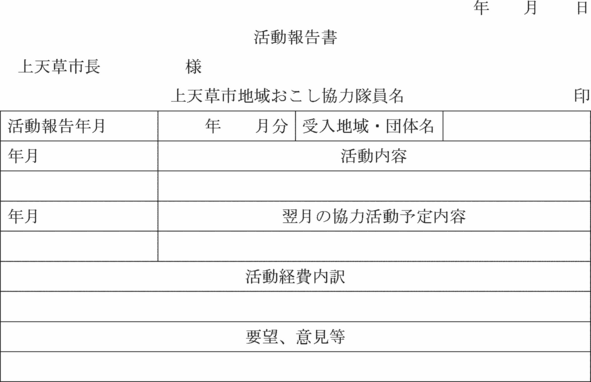 年　　月　　日
活動報告書
上天草市長　　　　　様
上天草市地域おこし協力隊員名　　　　　　　　　　印
活動報告年月　　年　　月分　受入地域・団体名
年月　　活動内容
年月　　翌月の協力活動予定内容
活動経費内訳
要望、意見等